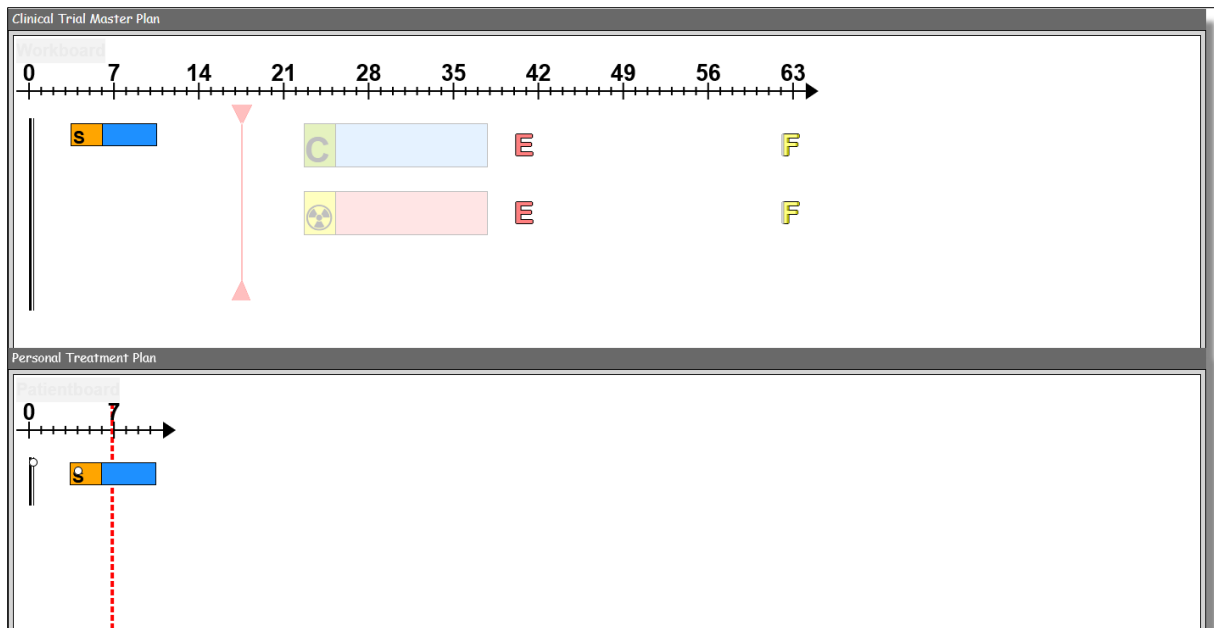 Clinical Trial Master Plan
Workboard
0 7 14 21 28 35 42 49 56 63
S
C E F
E F
Personal Treatment Plan
Patientboard
0 7
S